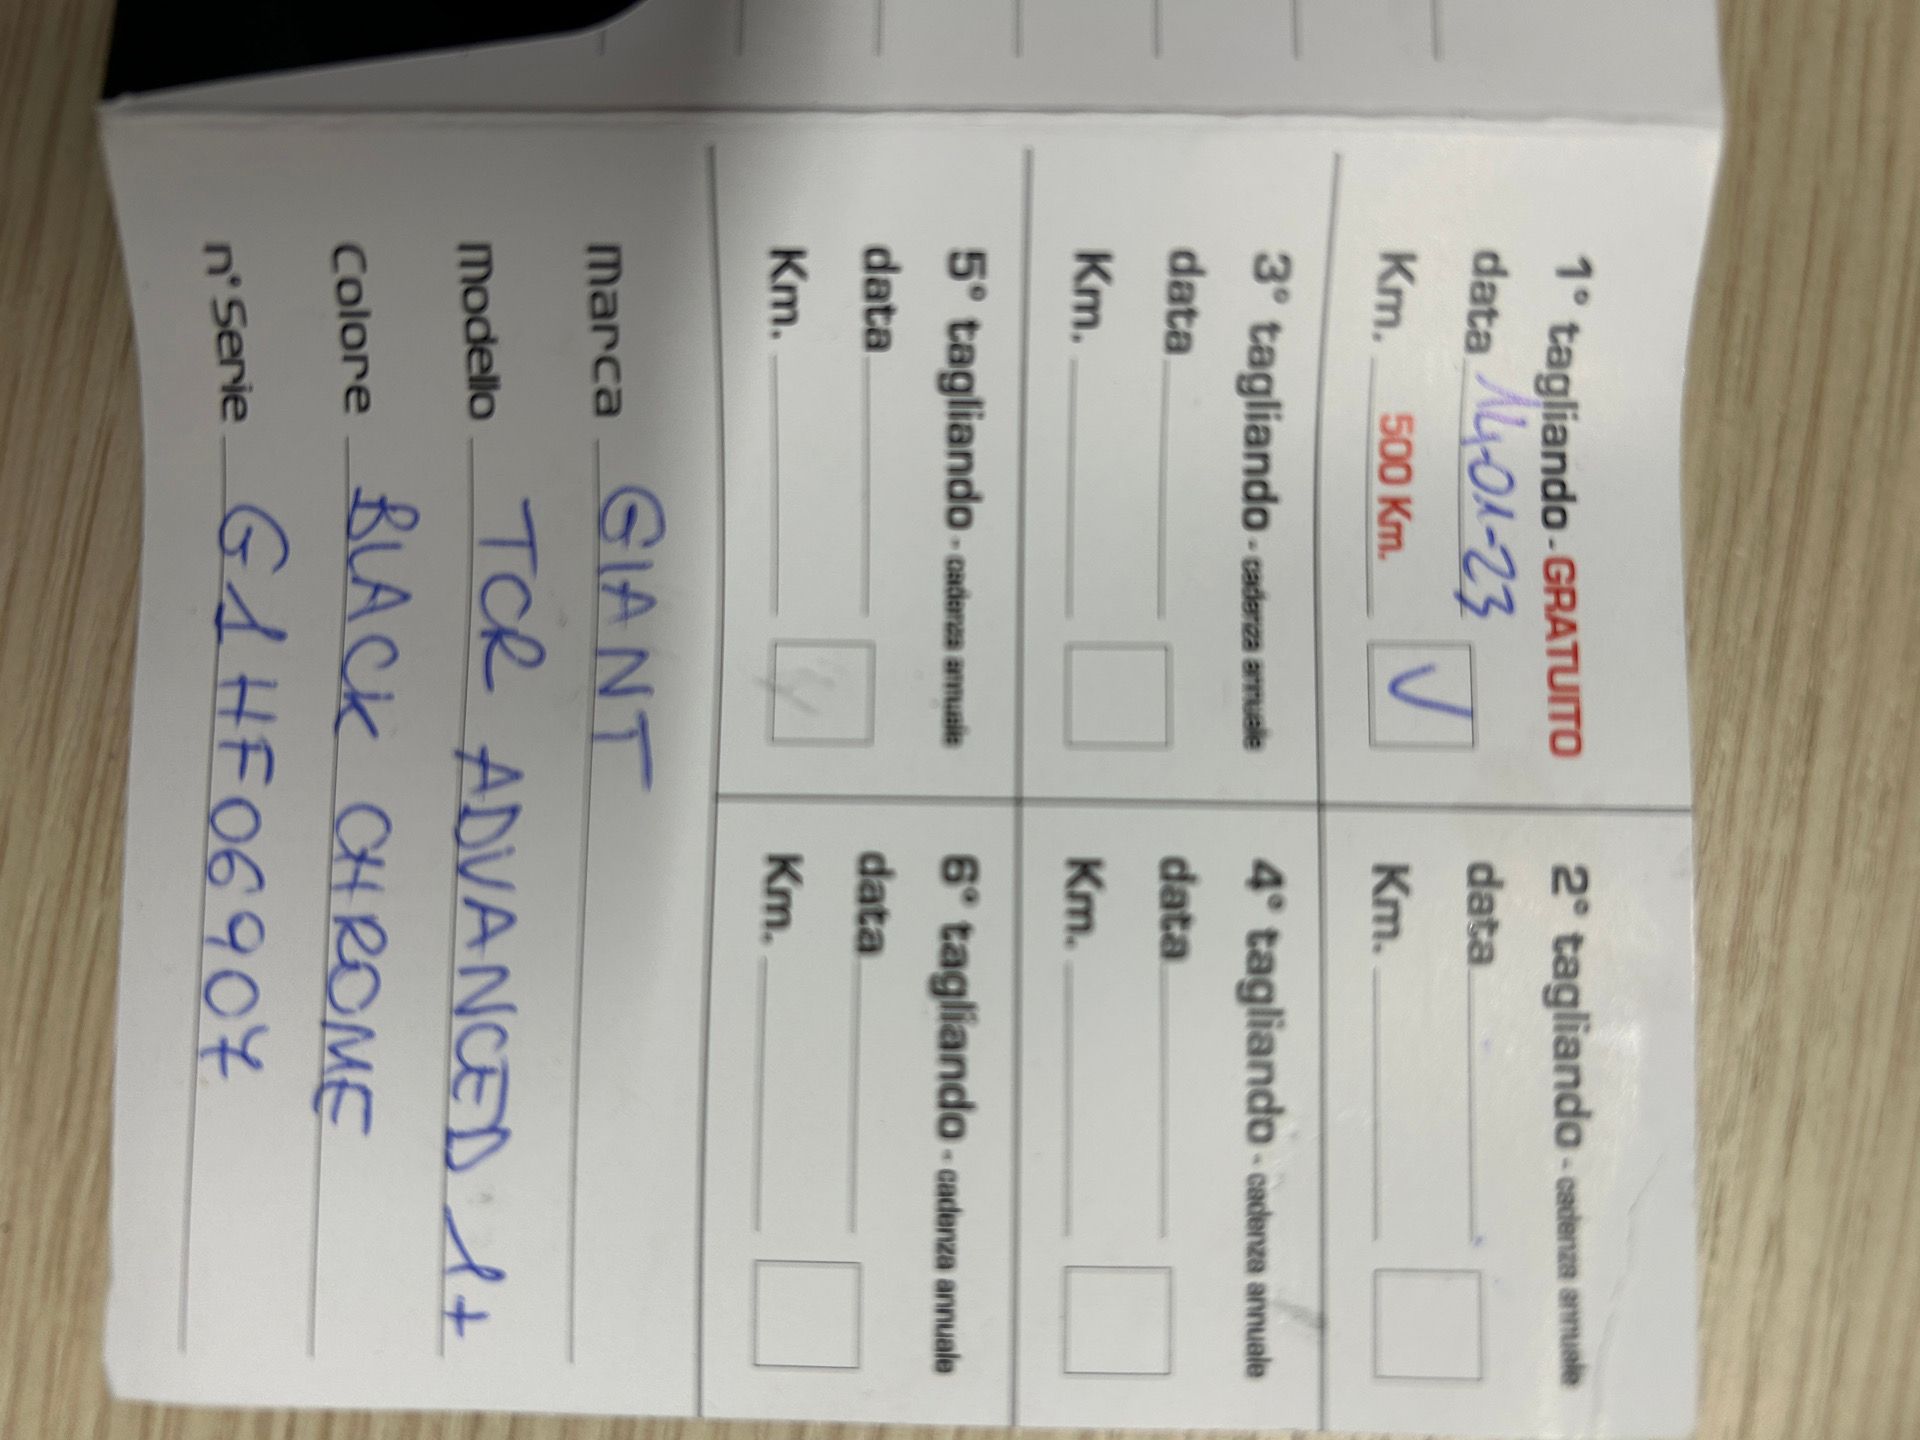 1° tagliando - GRATUITO
data 14-01-23
Km. 500 Km.
2° tagliando - cadenza annuale
data
Km.
3° tagliando - cadenza annuale
data
Km.
4° tagliando - cadenza annuale
data
Km.
5° tagliando - cadenza annuale
data
Km.
6° tagliando - cadenza annuale
data
Km.
marca GIANT
modello TCR ADVANCED 1+
colore BLACK CHROME
n° serie G1HF06907